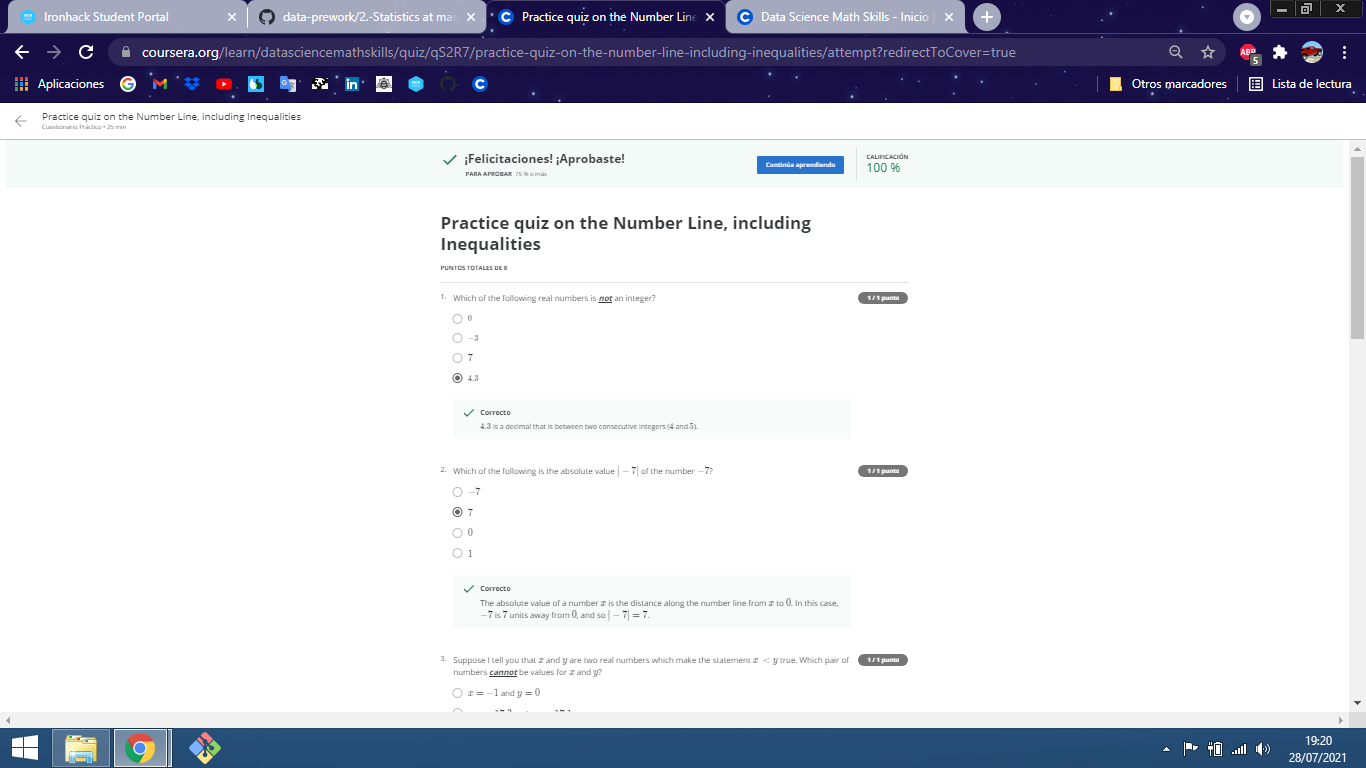 Ironhack Student Portal
data-prework/2.-Statistics at mas
Practice quiz on the Number Line
Data Science Math Skills - Inicio |
coursera.org/learn/datasciencemathskills/quiz/qS2R7/practice-quiz-on-the-number-line-including-inequalities/attempt?redirectToCover=true
ABP
5
Aplicaciones
Otros marcadores
Lista de lectura
Practice quiz on the Number Line, including Inequalities
Cuestionario Práctico • 25 min
¡Felicitaciones! ¡Aprobaste!
PARA APROBAR 75 % o más
Continúa aprendiendo
CALIFICACIÓN
100 %
Practice quiz on the Number Line, including
Inequalities
PUNTOS TOTALES DE 8
1. Which of the following real numbers is not an integer?
1 / 1 punto
0
−3
7
4.3
Correcto
4.3 is a decimal that is between two consecutive integers (4 and 5).
2. Which of the following is the absolute value | − 7| of the number −7?
1 / 1 punto
−7
7
0
1
Correcto
The absolute value of a number x is the distance along the number line from x to 0. In this case,
−7 is 7 units away from 0, and so | − 7| = 7.
3. Suppose I tell you that x and y are two real numbers which make the statement x < y true. Which pair of
numbers cannot be values for x and y?
1 / 1 punto
x = −1 and y = 0
19:20
28/07/2021